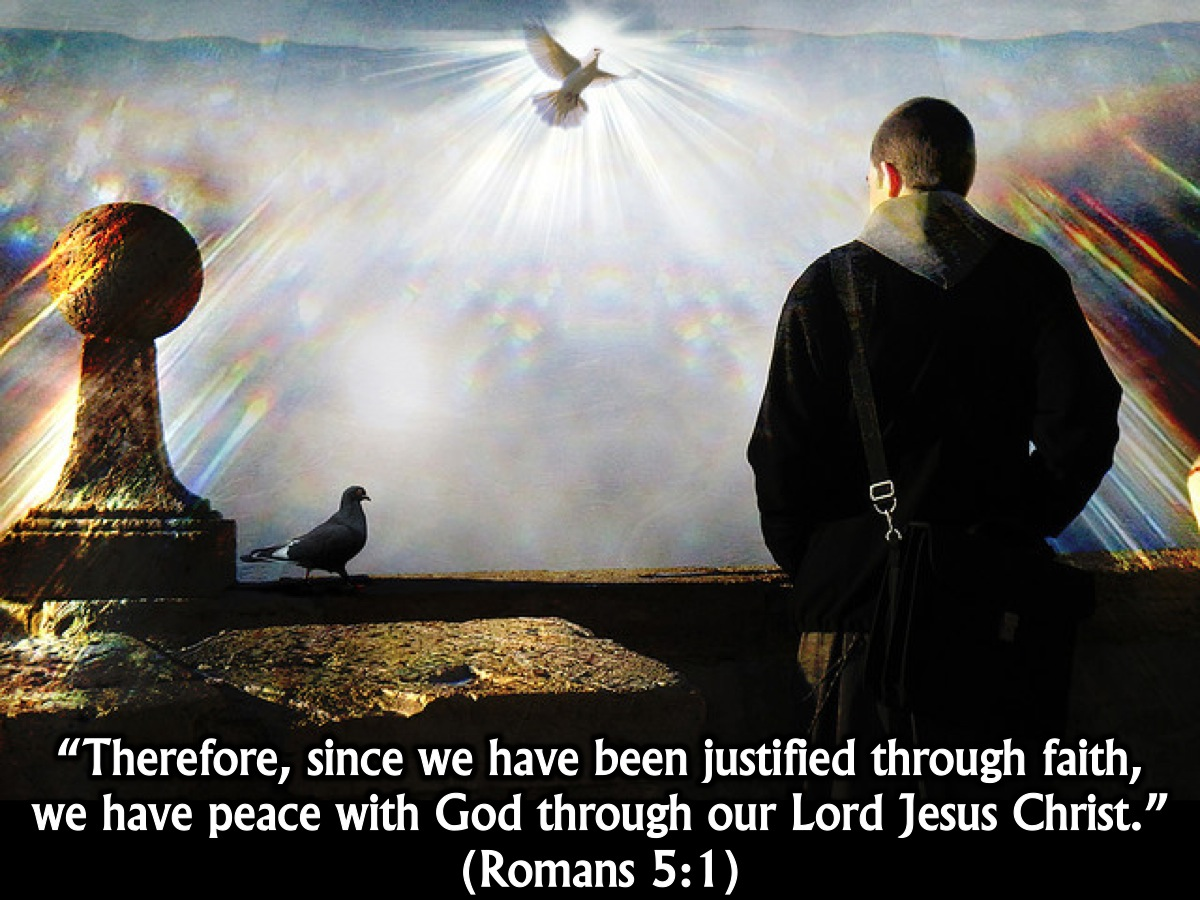 “Therefore, since we have been justified through faith,
we have peace with God through our Lord Jesus Christ.”
(Romans 5:1)